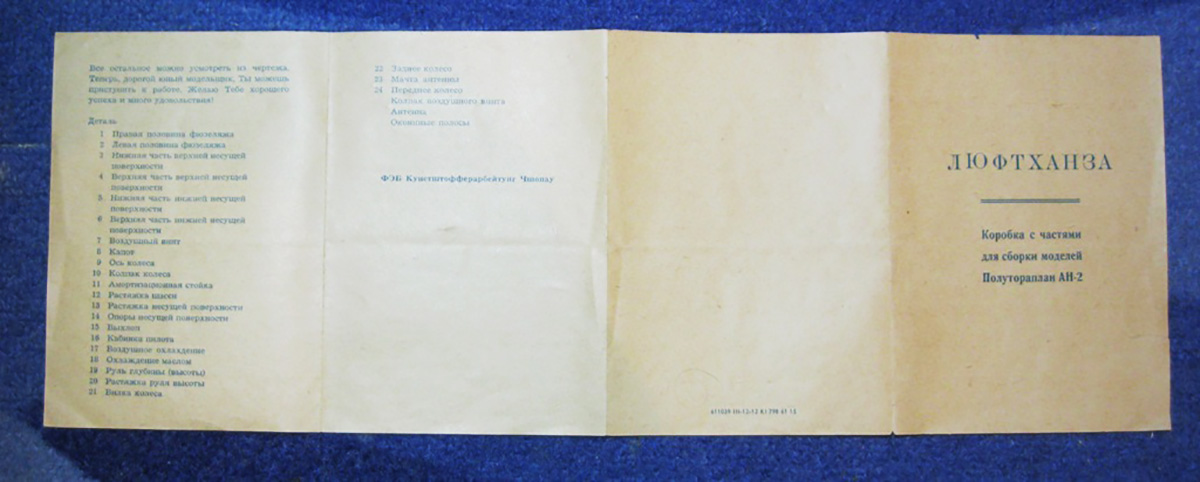 Все остальное можно усмотреть из чертежа.
Теперь, дорогой юный модельщик, Ты можешь
приступить к работе. Желаю Тебе хорошего
успеха и много удовольствия!
Деталь
1 Правая половина фюзеляжа
2 Левая половина фюзеляжа
3 Нижняя часть верхней несущей
поверхности
4 Верхняя часть верхней несущей
поверхности
5 Нижняя часть нижней несущей
поверхности
6 Верхняя часть нижней несущей
поверхности
7 Воздушный винт
8 Капот
9 Ось колеса
10 Колпак колеса
11 Амортизационная стойка
12 Растяжка шасси
13 Растяжка несущей поверхности
14 Опоры несущей поверхности
15 Выхлоп
16 Кабинка пилота
17 Воздушное охлаждение
18 Охлаждение маслом
19 Руль глубины (высоты)
20 Растяжка руля высоты
21 Вилка колеса
22 Заднее колесо
23 Мачта антенны
24 Переднее колесо
Колпак воздушного винта
Антенна
Оконные полосы
ФЭБ Кунстштофферарбейтунг Чшопау
ЛЮФТХАНЗА
Коробка с частями
для сборки моделей
Полутораплан АН-2